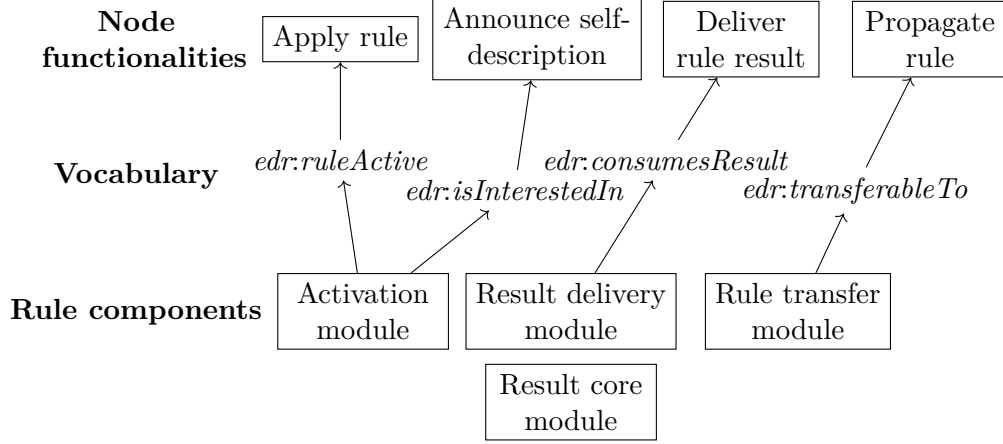 Node
functionalities
Apply rule
Announce self-
description
Deliver
rule result
Propagate
rule
Vocabulary
edr:ruleActive
edr:isInterestedIn
edr:consumesResult
edr:transferableTo
Rule components
Activation
module
Result delivery
module
Rule transfer
module
Result core
module